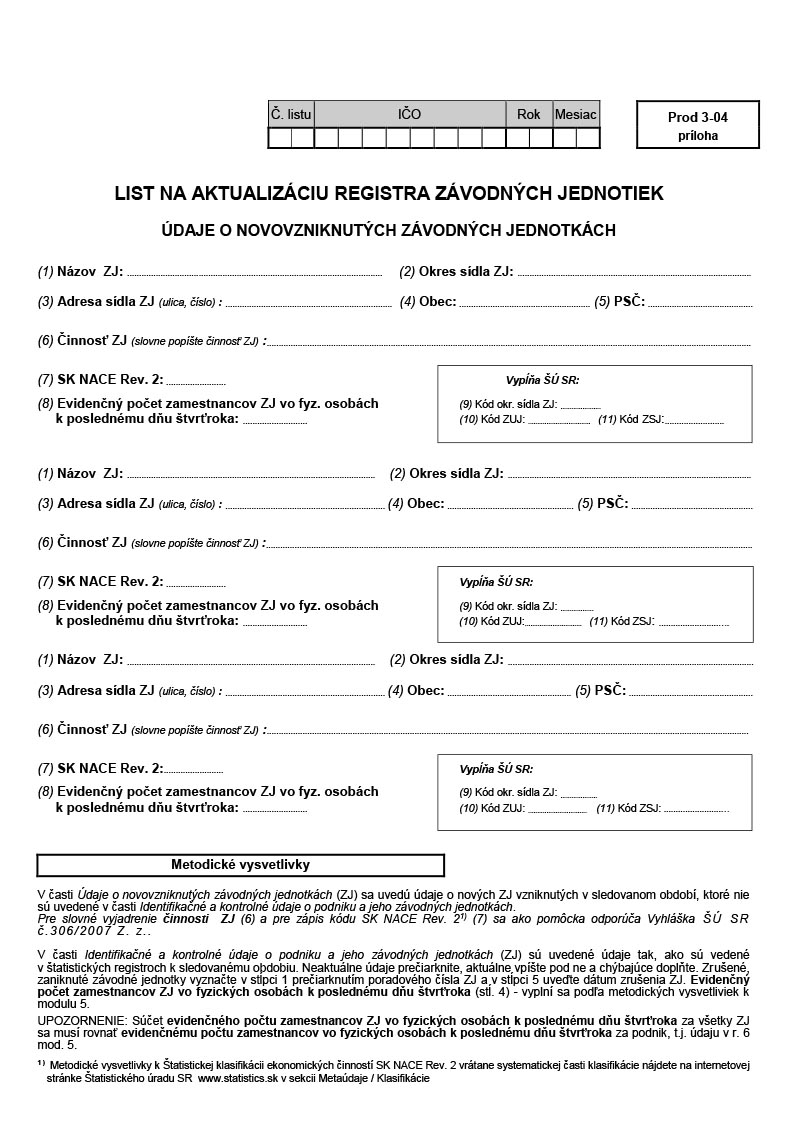 Č. listu IČO Rok Mesiac
Prod 3-04
príloha
LIST NA AKTUALIZÁCIU REGISTRA ZÁVODNÝCH JEDNOTIEK
ÚDAJE O NOVOVZNIKNUTÝCH ZÁVODNÝCH JEDNOTKÁCH
(1) Názov ZJ: (2) Okres sídla ZJ:
(3) Adresa sídla ZJ (ulica, číslo) : (4) Obec: (5) PSČ:
(6) Činnosť ZJ (slovne popíšte činnosť ZJ) :
(7) SK NACE Rev. 2:
(8) Evidenčný počet zamestnancov ZJ vo fyz. osobách
k poslednému dňu štvrťroka:
Vypĺňa ŠÚ SR:
(9) Kód okr. sídla ZJ:
(10) Kód ZUJ: (11) Kód ZSJ:
(1) Názov ZJ: (2) Okres sídla ZJ:
(3) Adresa sídla ZJ (ulica, číslo) : (4) Obec: (5) PSČ:
(6) Činnosť ZJ (slovne popíšte činnosť ZJ) :
(7) SK NACE Rev. 2:
(8) Evidenčný počet zamestnancov ZJ vo fyz. osobách
k poslednému dňu štvrťroka:
Vypĺňa ŠÚ SR:
(9) Kód okr. sídla ZJ:
(10) Kód ZUJ: (11) Kód ZSJ:
(1) Názov ZJ: (2) Okres sídla ZJ:
(3) Adresa sídla ZJ (ulica, číslo) : (4) Obec: (5) PSČ:
(6) Činnosť ZJ (slovne popíšte činnosť ZJ) :
(7) SK NACE Rev. 2:
(8) Evidenčný počet zamestnancov ZJ vo fyz. osobách
k poslednému dňu štvrťroka:
Vypĺňa ŠÚ SR:
(9) Kód okr. sídla ZJ:
(10) Kód ZUJ: (11) Kód ZSJ:
Metodické vysvetlivky
V časti Údaje o novovzniknutých závodných jednotkách (ZJ) sa uvedú údaje o nových ZJ vzniknutých v sledovanom období, ktoré nie
sú uvedené v časti Identifikačné a kontrolné údaje o podniku a jeho závodných jednotkách.
Pre slovné vyjadrenie činnosti ZJ (6) a pre zápis kódu SK NACE Rev. 2¹⁾ (7) sa ako pomôcka odporúča Vyhláška ŠÚ SR
č.306/2007 Z. z..
V časti Identifikačné a kontrolné údaje o podniku a jeho závodných jednotkách (ZJ) sú uvedené údaje tak, ako sú vedené
v štatistických registroch k sledovanému obdobiu. Neaktuálne údaje prečiarknite, aktuálne vpíšte pod ne a chýbajúce doplňte. Zrušené,
zaniknuté závodné jednotky vyznačte v stĺpci 1 prečiarknutím poradového čísla ZJ a v stĺpci 5 uveďte dátum zrušenia ZJ. Evidenčný
počet zamestnancov ZJ vo fyzických osobách k poslednému dňu štvrťroka (stĺ. 4) - vyplní sa podľa metodických vysvetliviek k
modulu 5.
UPOZORNENIE: Súčet evidenčného počtu zamestnancov ZJ vo fyzických osobách k poslednému dňu štvrťroka za všetky ZJ
sa musí rovnať evidenčnému počtu zamestnancov vo fyzických osobách k poslednému dňu štvrťroka za podnik, t.j. údaju v r. 6
mod. 5.
¹⁾ Metodické vysvetlivky k Štatistickej klasifikácii ekonomických činností SK NACE Rev. 2 vrátane systematickej časti klasifikácie nájdete na internetovej
stránke Štatistického úradu SR www.statistics.sk v sekcii Metaúdaje / Klasifikácie